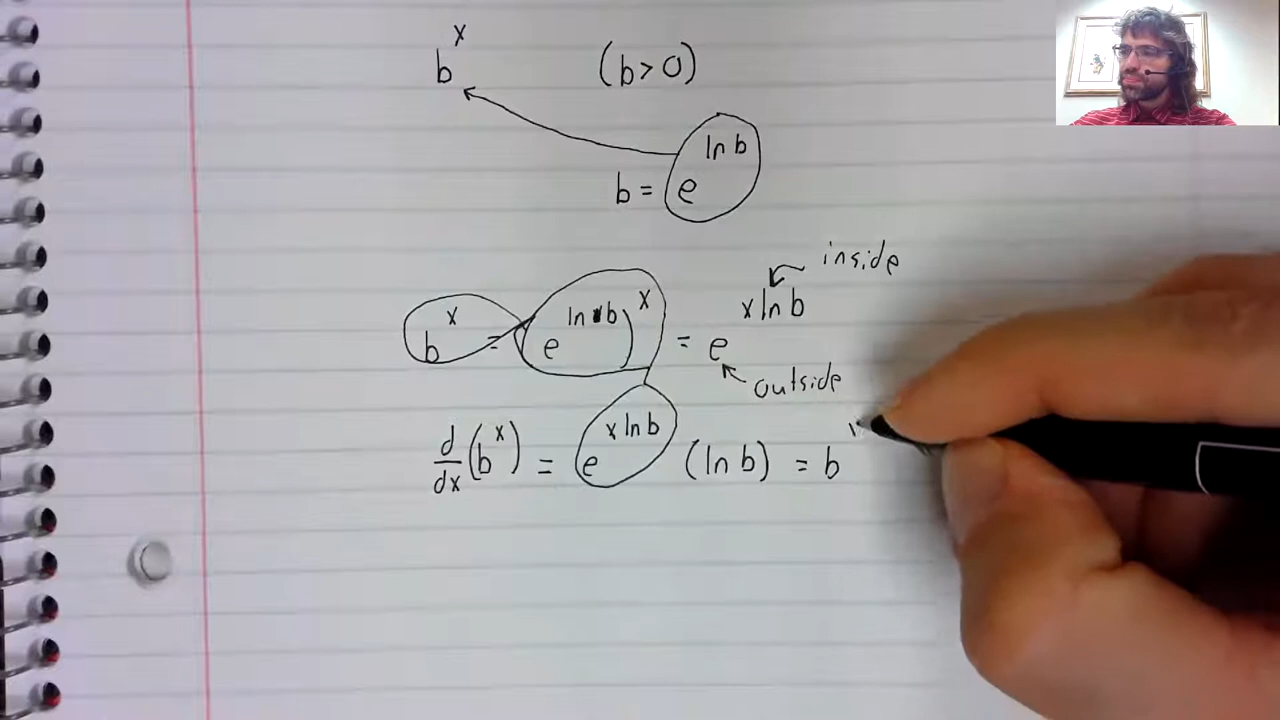 b^x (b>0)
b = e^{ln b}
inside
b^x = (e^{ln b})^x = e^{x ln b}
outside
d/dx (b^x) = e^{x ln b} (ln b) = b